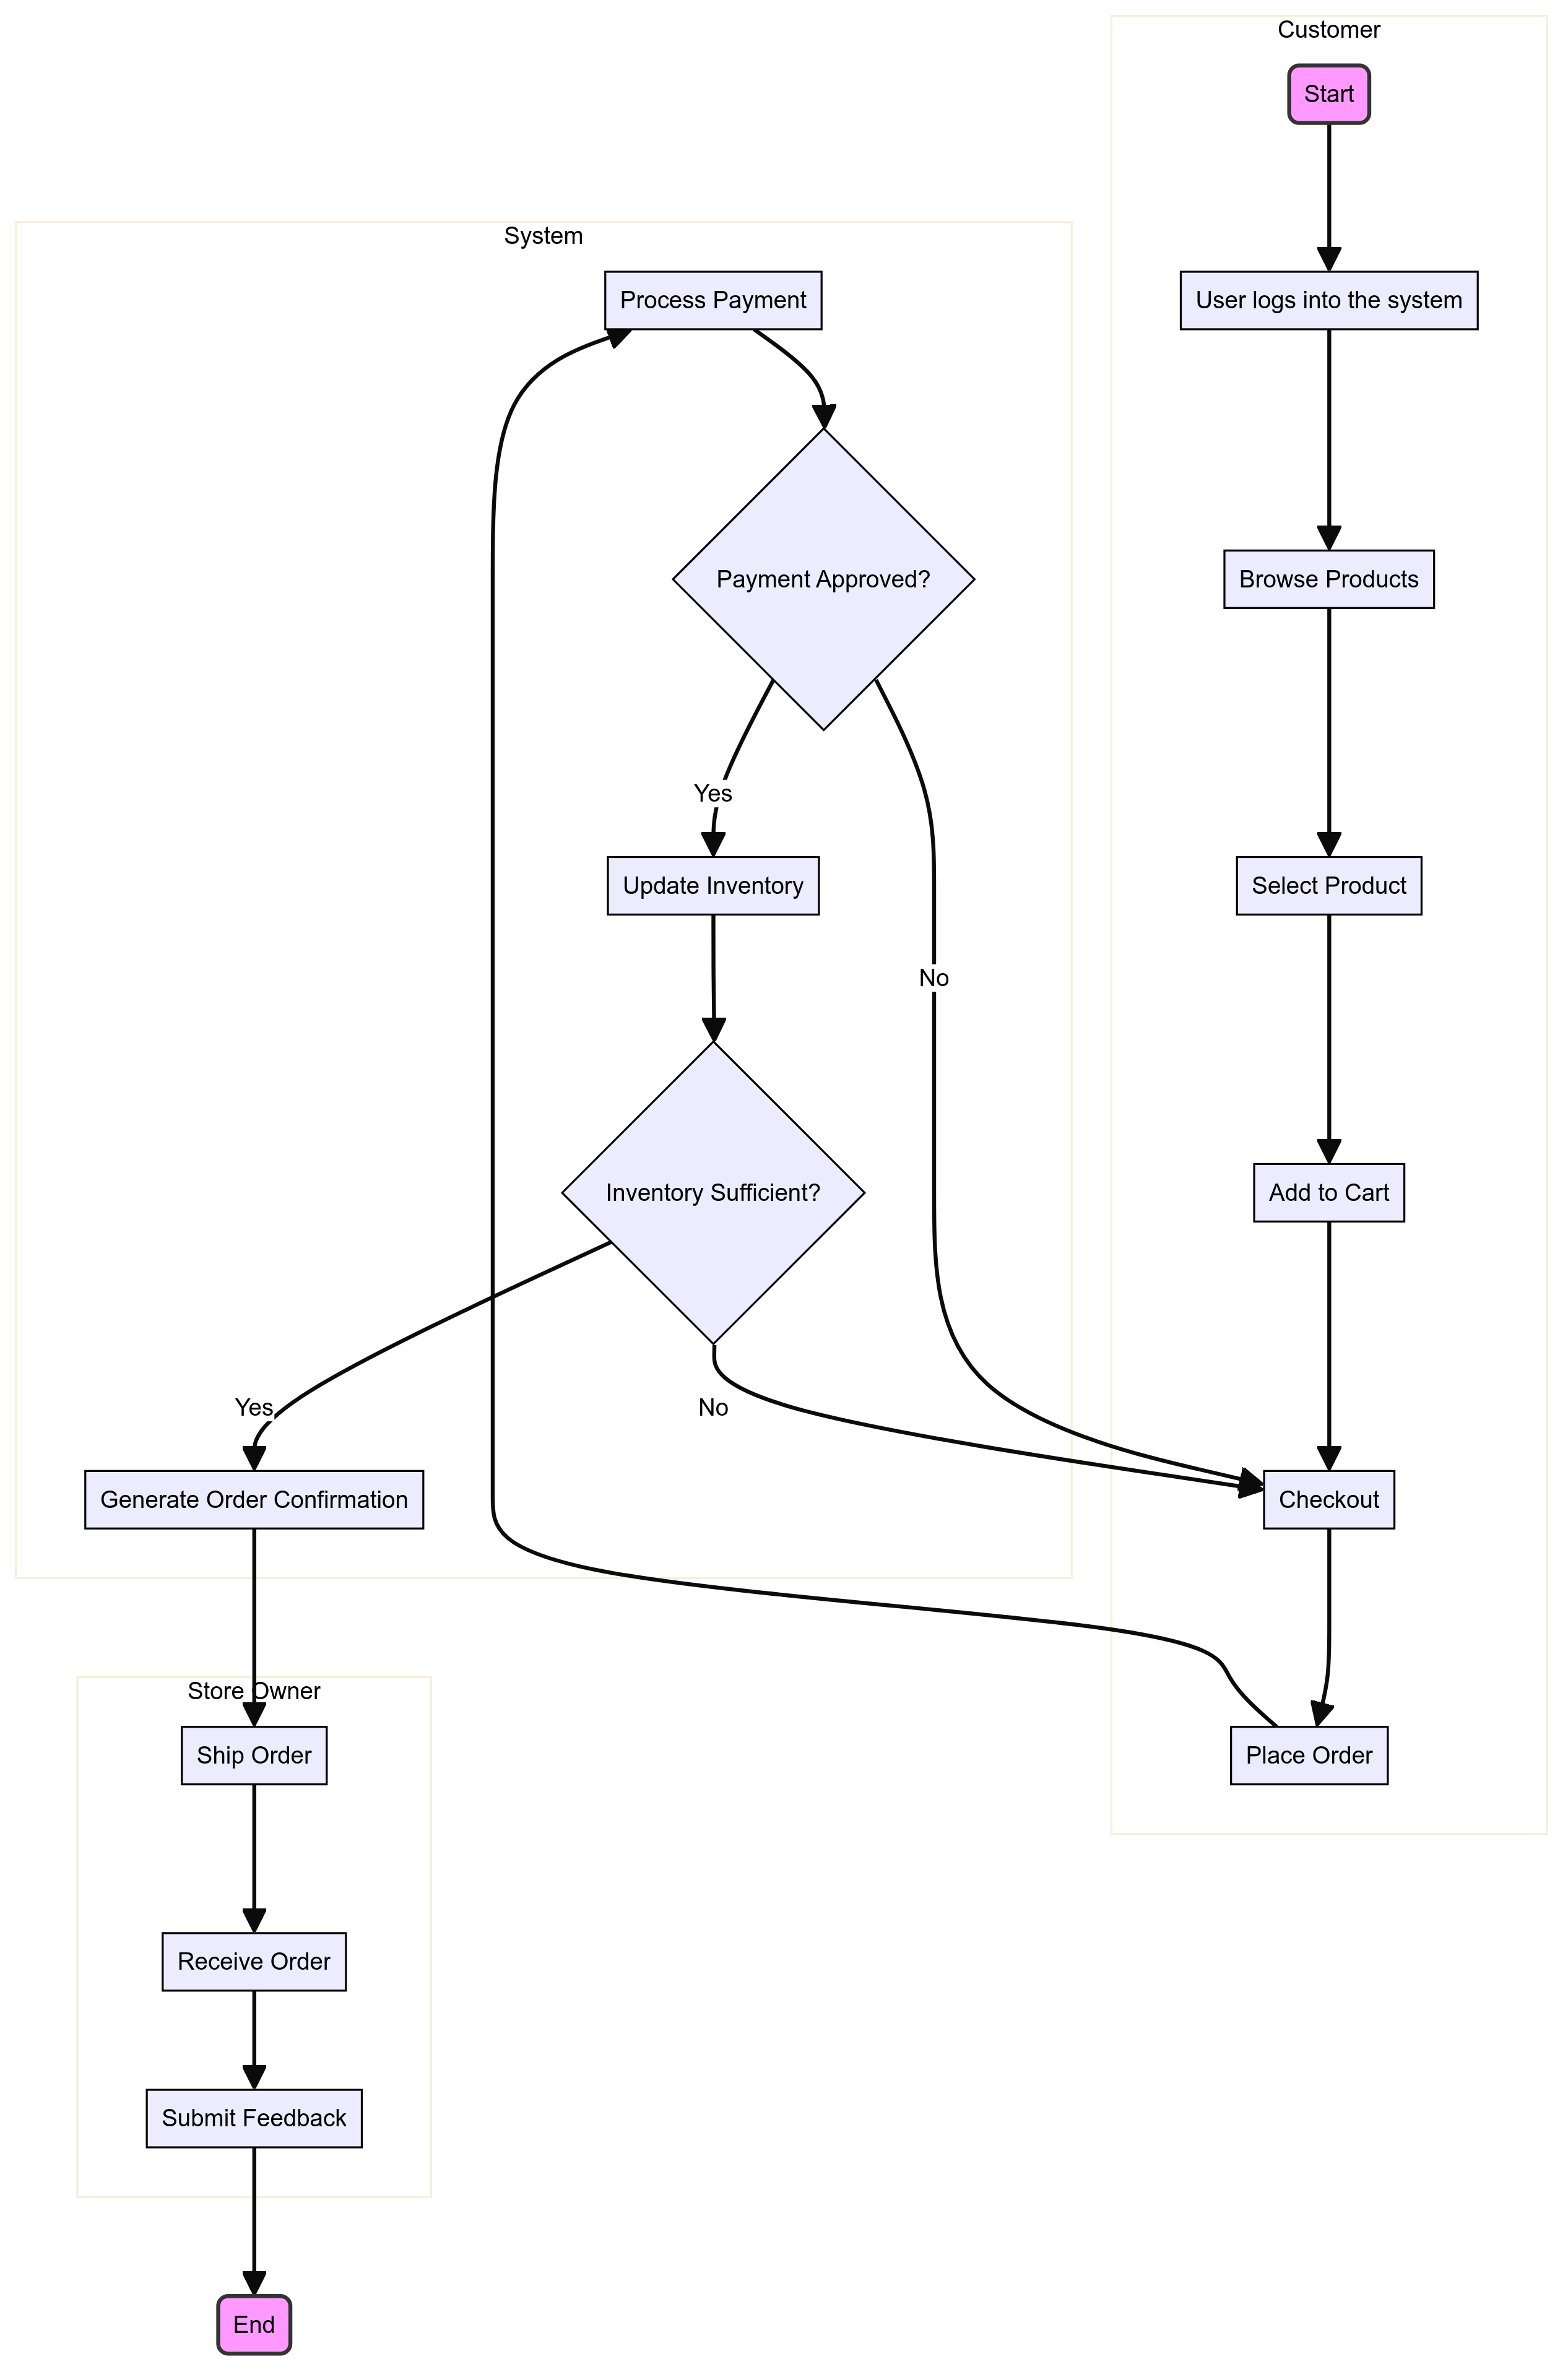 Customer
Start
User logs into the system
Browse Products
Select Product
Add to Cart
Checkout
Place Order
System
Process Payment
Payment Approved?
Yes
No
Update Inventory
Inventory Sufficient?
Yes
No
Generate Order Confirmation
Store Owner
Ship Order
Receive Order
Submit Feedback
End